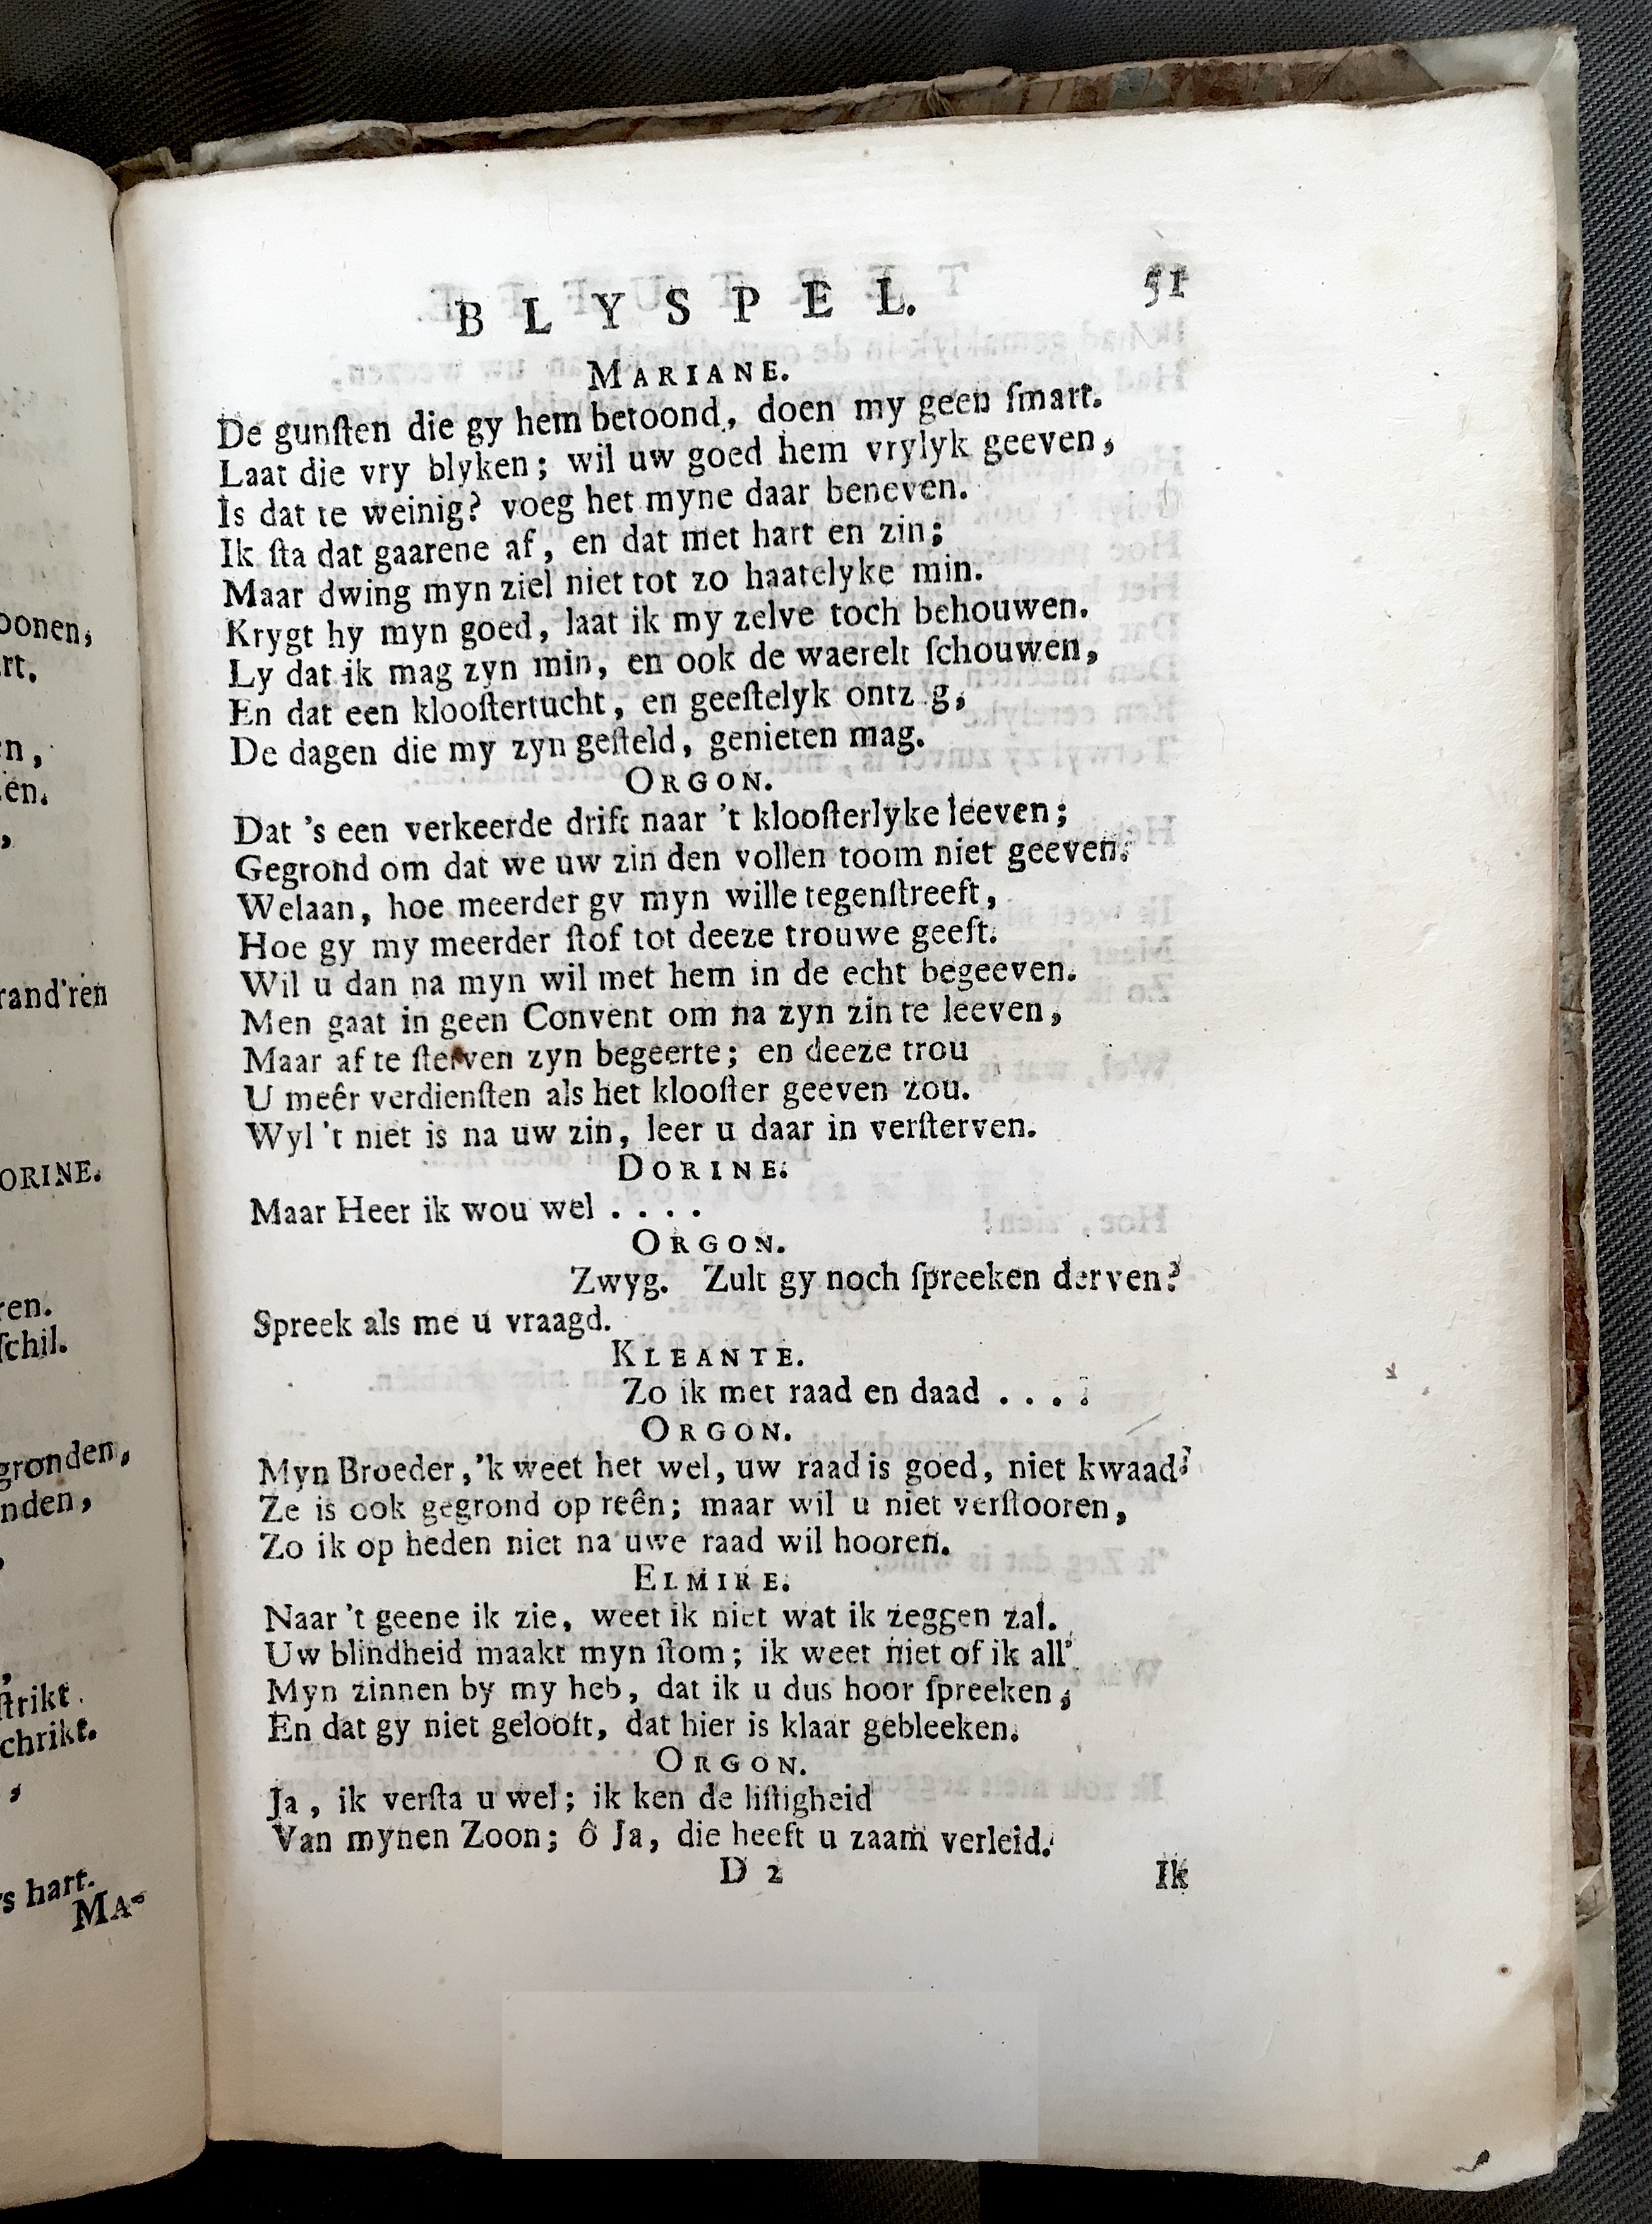 oonen,
rt.
en,
en.
,
rand'ren
ORINE.
ren.
ſchil.
gronden,
nden,
,
,
ſtrikt.
chrikt.
,
s hart.
MA-
BLYSPEL. 51
MARIANE.
De gunſten die gy hem betoond, doen my geen ſmart.
Laat die vry blyken; wil uw goed hem vrylyk geeven,
Is dat te weinig? voeg het myne daar beneven.
Ik ſta dat gaarene af, en dat met hart en zin;
Maar dwing myn ziel niet tot zo haatelyke min.
Krygt hy myn goed, laat ik my zelve toch behouwen.
Ly dat ik mag zyn min, en ook de waerelt ſchouwen,
En dat een klooſtertucht, en geeſtelyk ontz g,
De dagen die my zyn geſteld, genieten mag.
ORGON.
Dat 's een verkeerde drift naar 't klooſterlyke leeven;
Gegrond om dat we uw zin den vollen toom niet geeven.
Welaan, hoe meerder gy myn wille tegenſtreeft,
Hoe gy my meerder ſtof tot deeze trouwe geeft.
Wil u dan na myn wil met hem in de echt begeeven.
Men gaat in geen Convent om na zyn zin te leeven,
Maar af te ſterven zyn begeerte; en deeze trou
U meêr verdienſten als het klooſter geeven zou.
Wyl 't niet is na uw zin, leer u daar in verſterven.
DORINE.
Maar Heer ik wou wel . . . .
ORGON.
Zwyg. Zult gy noch ſpreeken derven?
Spreek als me u vraagd.
KLEANTE.
Zo ik met raad en daad . . . .
ORGON.
Myn Broeder, 'k weet het wel, uw raad is goed, niet kwaad;
Ze is ook gegrond op reên; maar wil u niet verſtooren,
Zo ik op heden niet na uwe raad wil hooren.
ELMIRE.
Naar 't geene ik zie, weet ik niet wat ik zeggen zal.
Uw blindheid maakt myn ſtom; ik weet niet of ik all'
Myn zinnen by my heb, dat ik u dus hoor ſpreeken,
En dat gy niet gelooft, dat hier is klaar gebleeken.
ORGON.
Ja, ik verſta u wel; ik ken de liſtigheid
Van mynen Zoon; ô Ja, die heeft u zaam verleid.
D 2 Ik